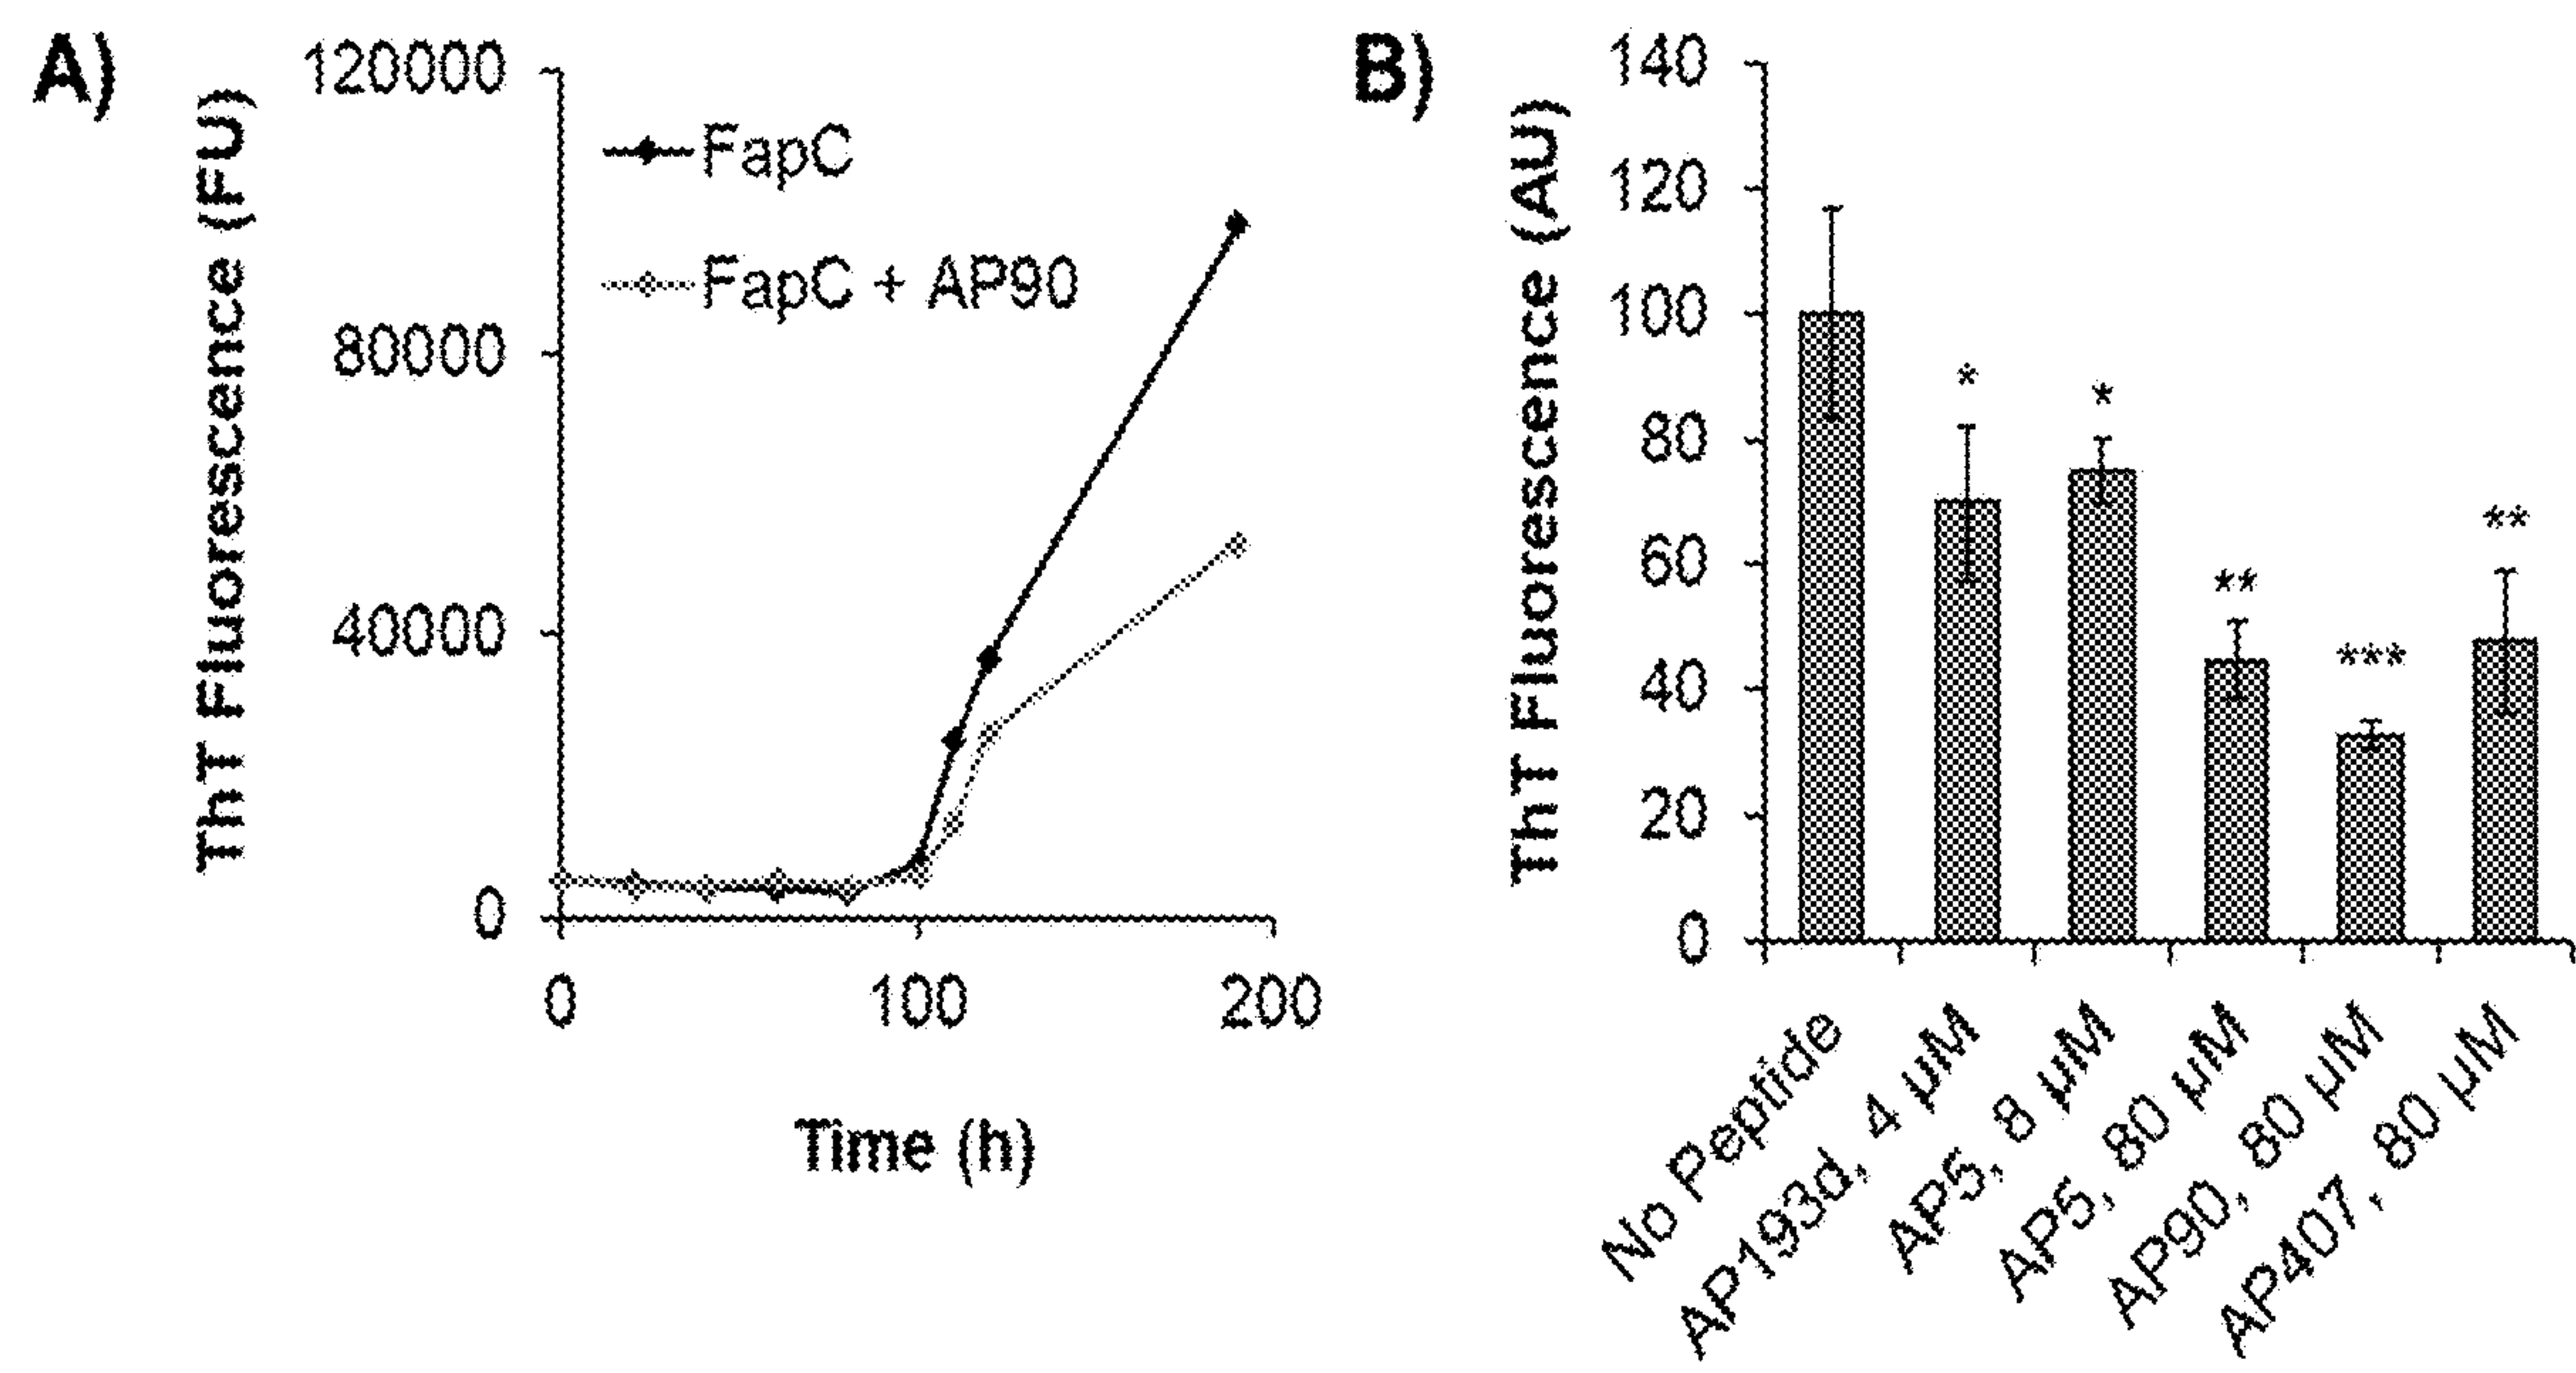 A)
ThT Fluorescence (FU)
120000
80000
40000
0
FapC
FapC + AP90
0
100
200
Time (h)
B)
ThT Fluorescence (AU)
140
120
100
80
60
40
20
0
*
*
**
***
**
No Peptide
AP193d, 4 µM
AP5, 8 µM
AP5, 80 µM
AP90, 80 µM
AP407, 80 µM